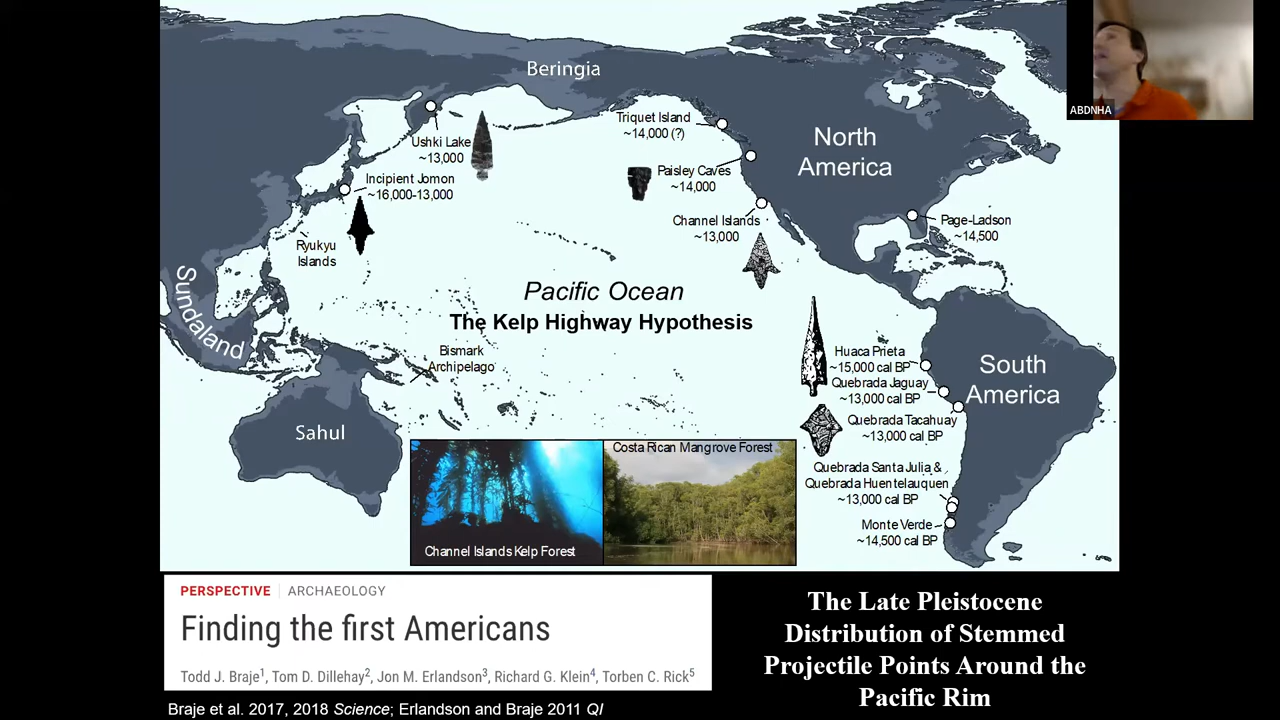 ABDNHA
Beringia
Triquet Island
~14,000 (?)
North
America
Ushki Lake
~13,000
Paisley Caves
~14,000
Incipient Jomon
~16,000-13,000
Channel Islands
~13,000
Page-Ladson
~14,500
Ryukyu
Islands
Sundaland
Pacific Ocean
The Kelp Highway Hypothesis
Bismark
Archipelago
Huaca Prieta
~15,000 cal BP
Quebrada Jaguay
~13,000 cal BP
South
America
Quebrada Tacahuay
~13,000 cal BP
Sahul
Costa Rican Mangrove Forest
Quebrada Santa Julia &
Quebrada Huentelauquen
~13,000 cal BP
Channel Islands Kelp Forest
Monte Verde
~14,500 cal BP
PERSPECTIVE | ARCHAEOLOGY
Finding the first Americans
Todd J. Braje1, Tom D. Dillehay2, Jon M. Erlandson3, Richard G. Klein4, Torben C. Rick5
Braje et al. 2017, 2018 Science; Erlandson and Braje 2011 QI
The Late Pleistocene
Distribution of Stemmed
Projectile Points Around the
Pacific Rim